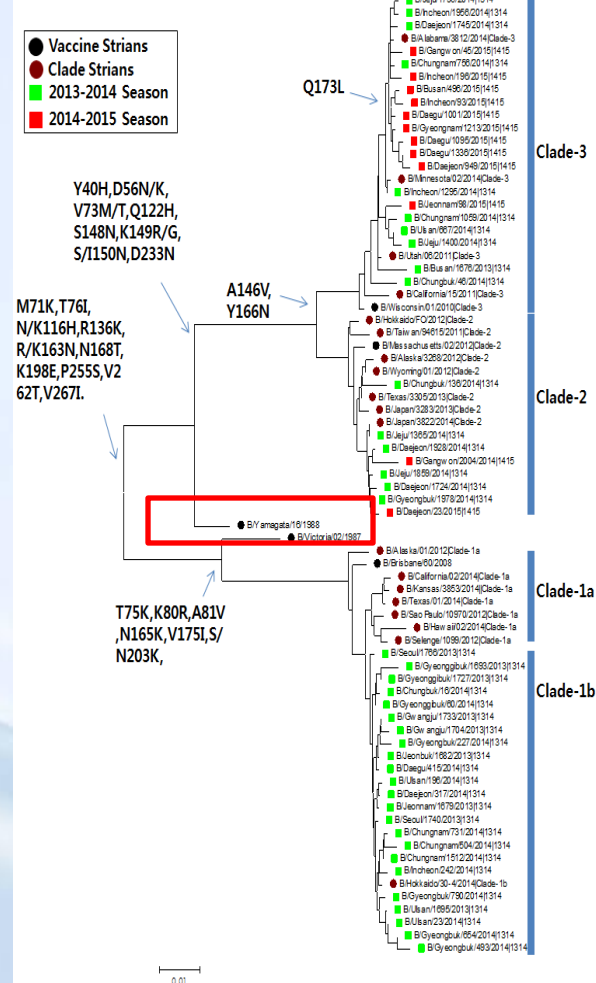 B/Incheon/1956/2014|1314
B/Daejeon/1745/2014|1314
B/Alabama/3812/2014|Clade-3
B/Gangwon/45/2015|1415
B/Chungnam/756/2014|1314
B/Incheon/196/2015|1415
B/Busan/496/2015|1415
B/Incheon/93/2015|1415
B/Daegu/1001/2015|1415
B/Gyeongnam/1213/2015|1415
B/Daegu/1095/2015|1415
B/Daegu/1336/2015|1415
B/Daejeon/949/2015|1415
B/Minnesota/02/2014|Clade-3
B/Incheon/1295/2014|1314
B/Jeonnam/98/2015|1415
B/Chungnam/1059/2014|1314
B/Ulsan/667/2014|1314
B/Jeju/1400/2014|1314
B/Utah/06/2011|Clade-3
B/Busan/1676/2013|1314
B/Chungbuk/46/2014|1314
B/California/15/2011|Clade-3
B/Wisconsin/01/2010|Clade-3
B/Hokkaido/FO/2012|Clade-2
B/Taiwan/94615/2011|Clade-2
B/Massachusetts/02/2012|Clade-2
B/Alaska/3268/2012|Clade-2
B/Wyoming/01/2012|Clade-2
B/Chungbuk/136/2014|1314
B/Texas/3305/2013|Clade-2
B/Japan/3283/2013|Clade-2
B/Japan/3822/2014|Clade-2
B/Jeju/1365/2014|1314
B/Daejeon/1928/2014|1314
B/Gangwon/2004/2014|1415
B/Jeju/1859/2014|1314
B/Daejeon/1724/2014|1314
B/Gyeongbuk/1978/2014|1314
B/Daejeon/23/2015|1415
B/Yamagata/16/1988
B/Victoria/02/1987
B/Alaska/01/2012|Clade-1a
B/Brisbane/60/2008
B/California/02/2014|Clade-1a
B/Kansas/3853/2014|Clade-1a
B/Texas/01/2014|Clade-1a
B/Sao Paulo/10970/2012|Clade-1a
B/Hawaii/02/2014|Clade-1a
B/Selenge/1099/2012|Clade-1a
B/Seoul/1766/2013|1314
B/Gyeonggibuk/1693/2013|1314
B/Gyeonggibuk/1727/2013|1314
B/Chungbuk/16/2014|1314
B/Gyeonggibuk/60/2014|1314
B/Gwangju/1733/2013|1314
B/Gwangju/1704/2013|1314
B/Gyeongbuk/227/2014|1314
B/Jeonbuk/1682/2013|1314
B/Daegu/415/2014|1314
B/Ulsan/196/2014|1314
B/Daejeon/317/2014|1314
B/Jeonnam/1679/2013|1314
B/Seoul/1740/2013|1314
B/Chungnam/731/2014|1314
B/Chungnam/504/2014|1314
B/Chungnam/1512/2014|1314
B/Incheon/242/2014|1314
B/Hokkaido/30-4/2014|Clade-1b
B/Gyeongbuk/790/2014|1314
B/Ulsan/1695/2013|1314
B/Ulsan/23/2014|1314
B/Gyeongbuk/654/2014|1314
B/Gyeongbuk/493/2014|1314
Vaccine Strians
Clade Strians
2013-2014 Season
2014-2015 Season
Q173L
Y40H,D56N/K,
V73M/T,Q122H,
S148N,K149R/G,
S/I150N,D233N
A146V,
Y166N
M71K,T76I,
N/K116H,R136K,
R/K163N,N168T,
K198E,P255S,V2
62T,V267I.
T75K,K80R,A81V
,N165K,V175I,S/
N203K,
Clade-3
Clade-2
Clade-1a
Clade-1b
0.01